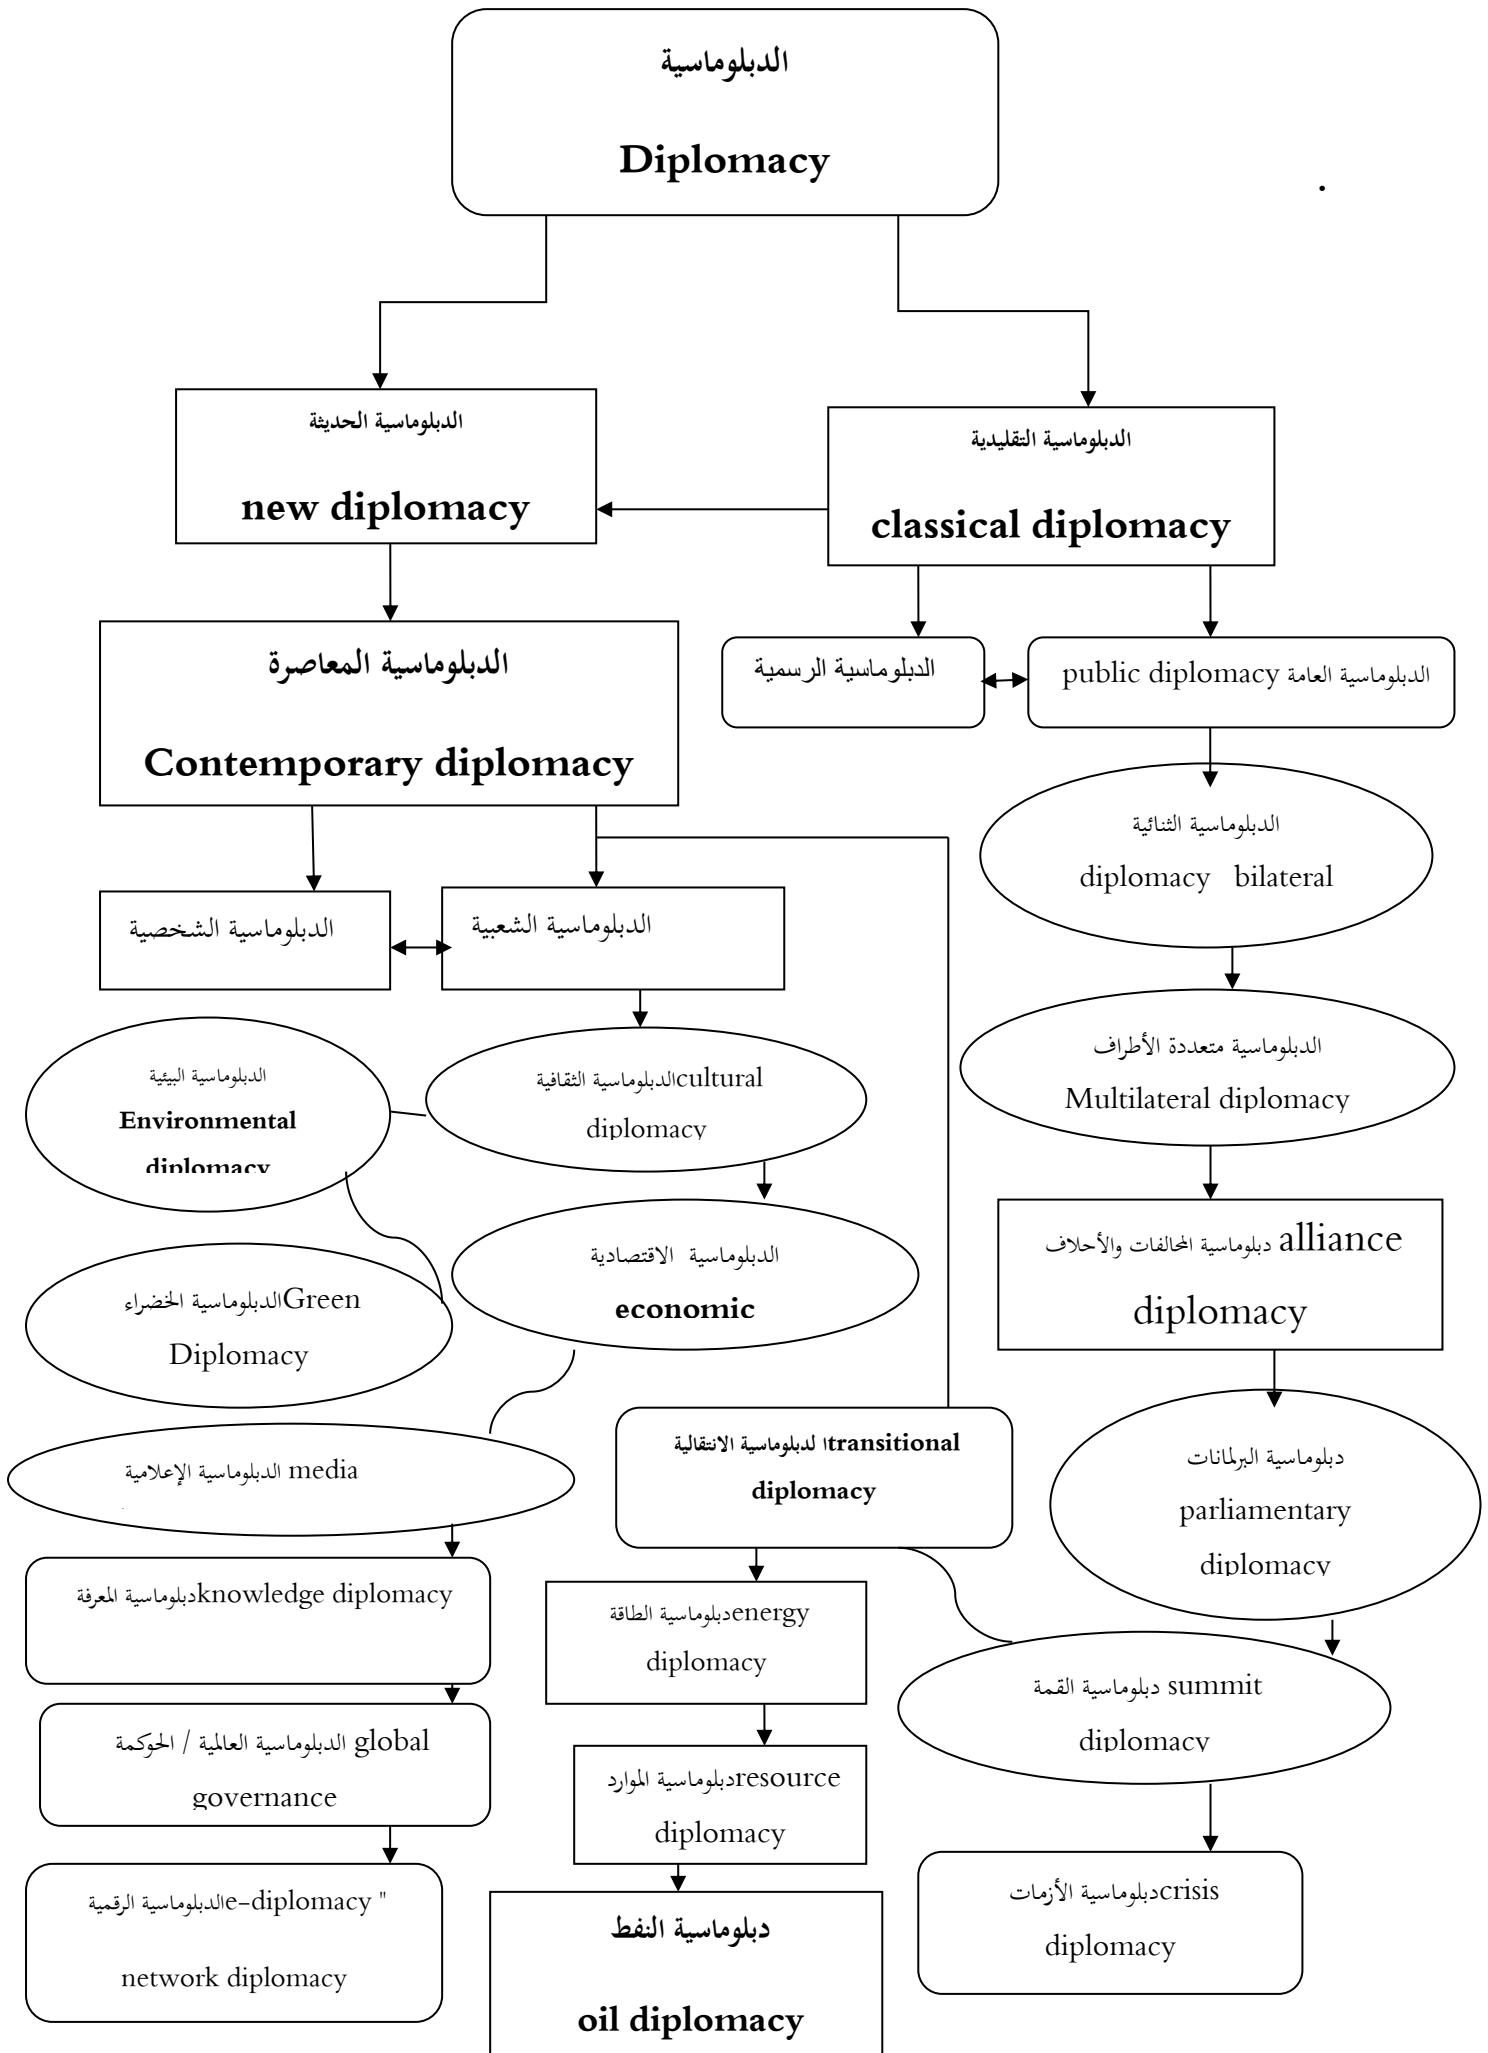 الدبلوماسية
Diplomacy
.
الدبلوماسية الحديثة
new diplomacy
الدبلوماسية التقليدية
classical diplomacy
الدبلوماسية المعاصرة
Contemporary diplomacy
الدبلوماسية الرسمية
الدبلوماسية العامة public diplomacy
الدبلوماسية الثنائية
diplomacy bilateral
الدبلوماسية الشخصية
الدبلوماسية الشعبية
الدبلوماسية متعددة الأطراف
Multilateral diplomacy
الدبلوماسية البيئية
Environmental
diplomacy
الدبلوماسية الثقافيةcultural
diplomacy
الدبلوماسية الاقتصادية
economic
دبلوماسية المحالفات والأحلاف alliance
diplomacy
الدبلوماسية الخضراءGreen
Diplomacy
الدبلوماسية الإعلامية media
ا لدبلوماسية الانتقاليةtransitional
diplomacy
دبلوماسية البرلمانات
parliamentary
diplomacy
دبلوماسية المعرفةknowledge diplomacy
دبلوماسية الطاقةenergy
diplomacy
دبلوماسية القمة summit
diplomacy
الدبلوماسية العالمية / الحوكمة global
governance
دبلوماسية المواردresource
diplomacy
الدبلوماسية الرقميةe-diplomacy "
network diplomacy
دبلوماسية النفط
oil diplomacy
دبلوماسية الأزماتcrisis
diplomacy